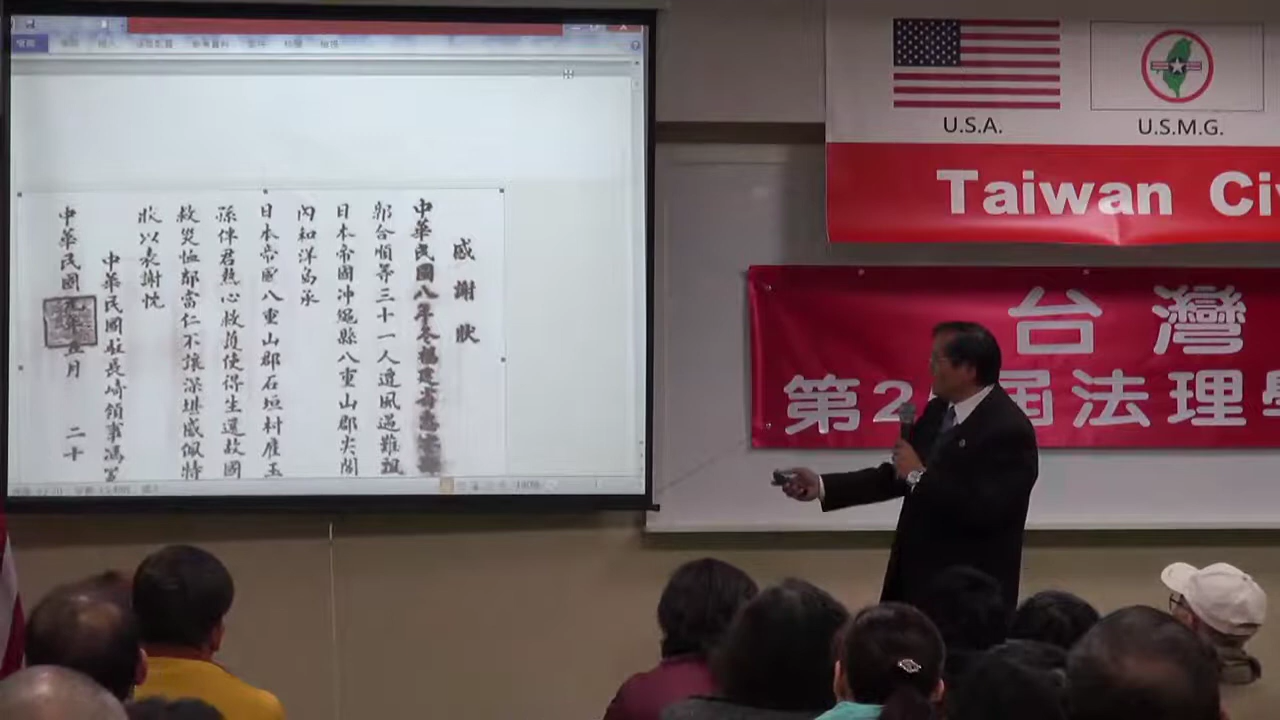 感謝狀
中華民國八年冬福建省惠安縣
郭合順等三十一人遭風遇難飄泊
日本帝國沖繩縣八重山郡尖閣列島
內和洋島承
日本帝國八重山郡石垣村雇玉代勢
孫伴君熱心救護使得生還故國
救災恤鄰當仁不讓深堪感佩特
狀以表謝忱
中華民國駐長崎領事馮冕
中華民國九年五月 二十
U.S.A.
U.S.M.G.
Taiwan Ci
台灣
第2 屆法理學